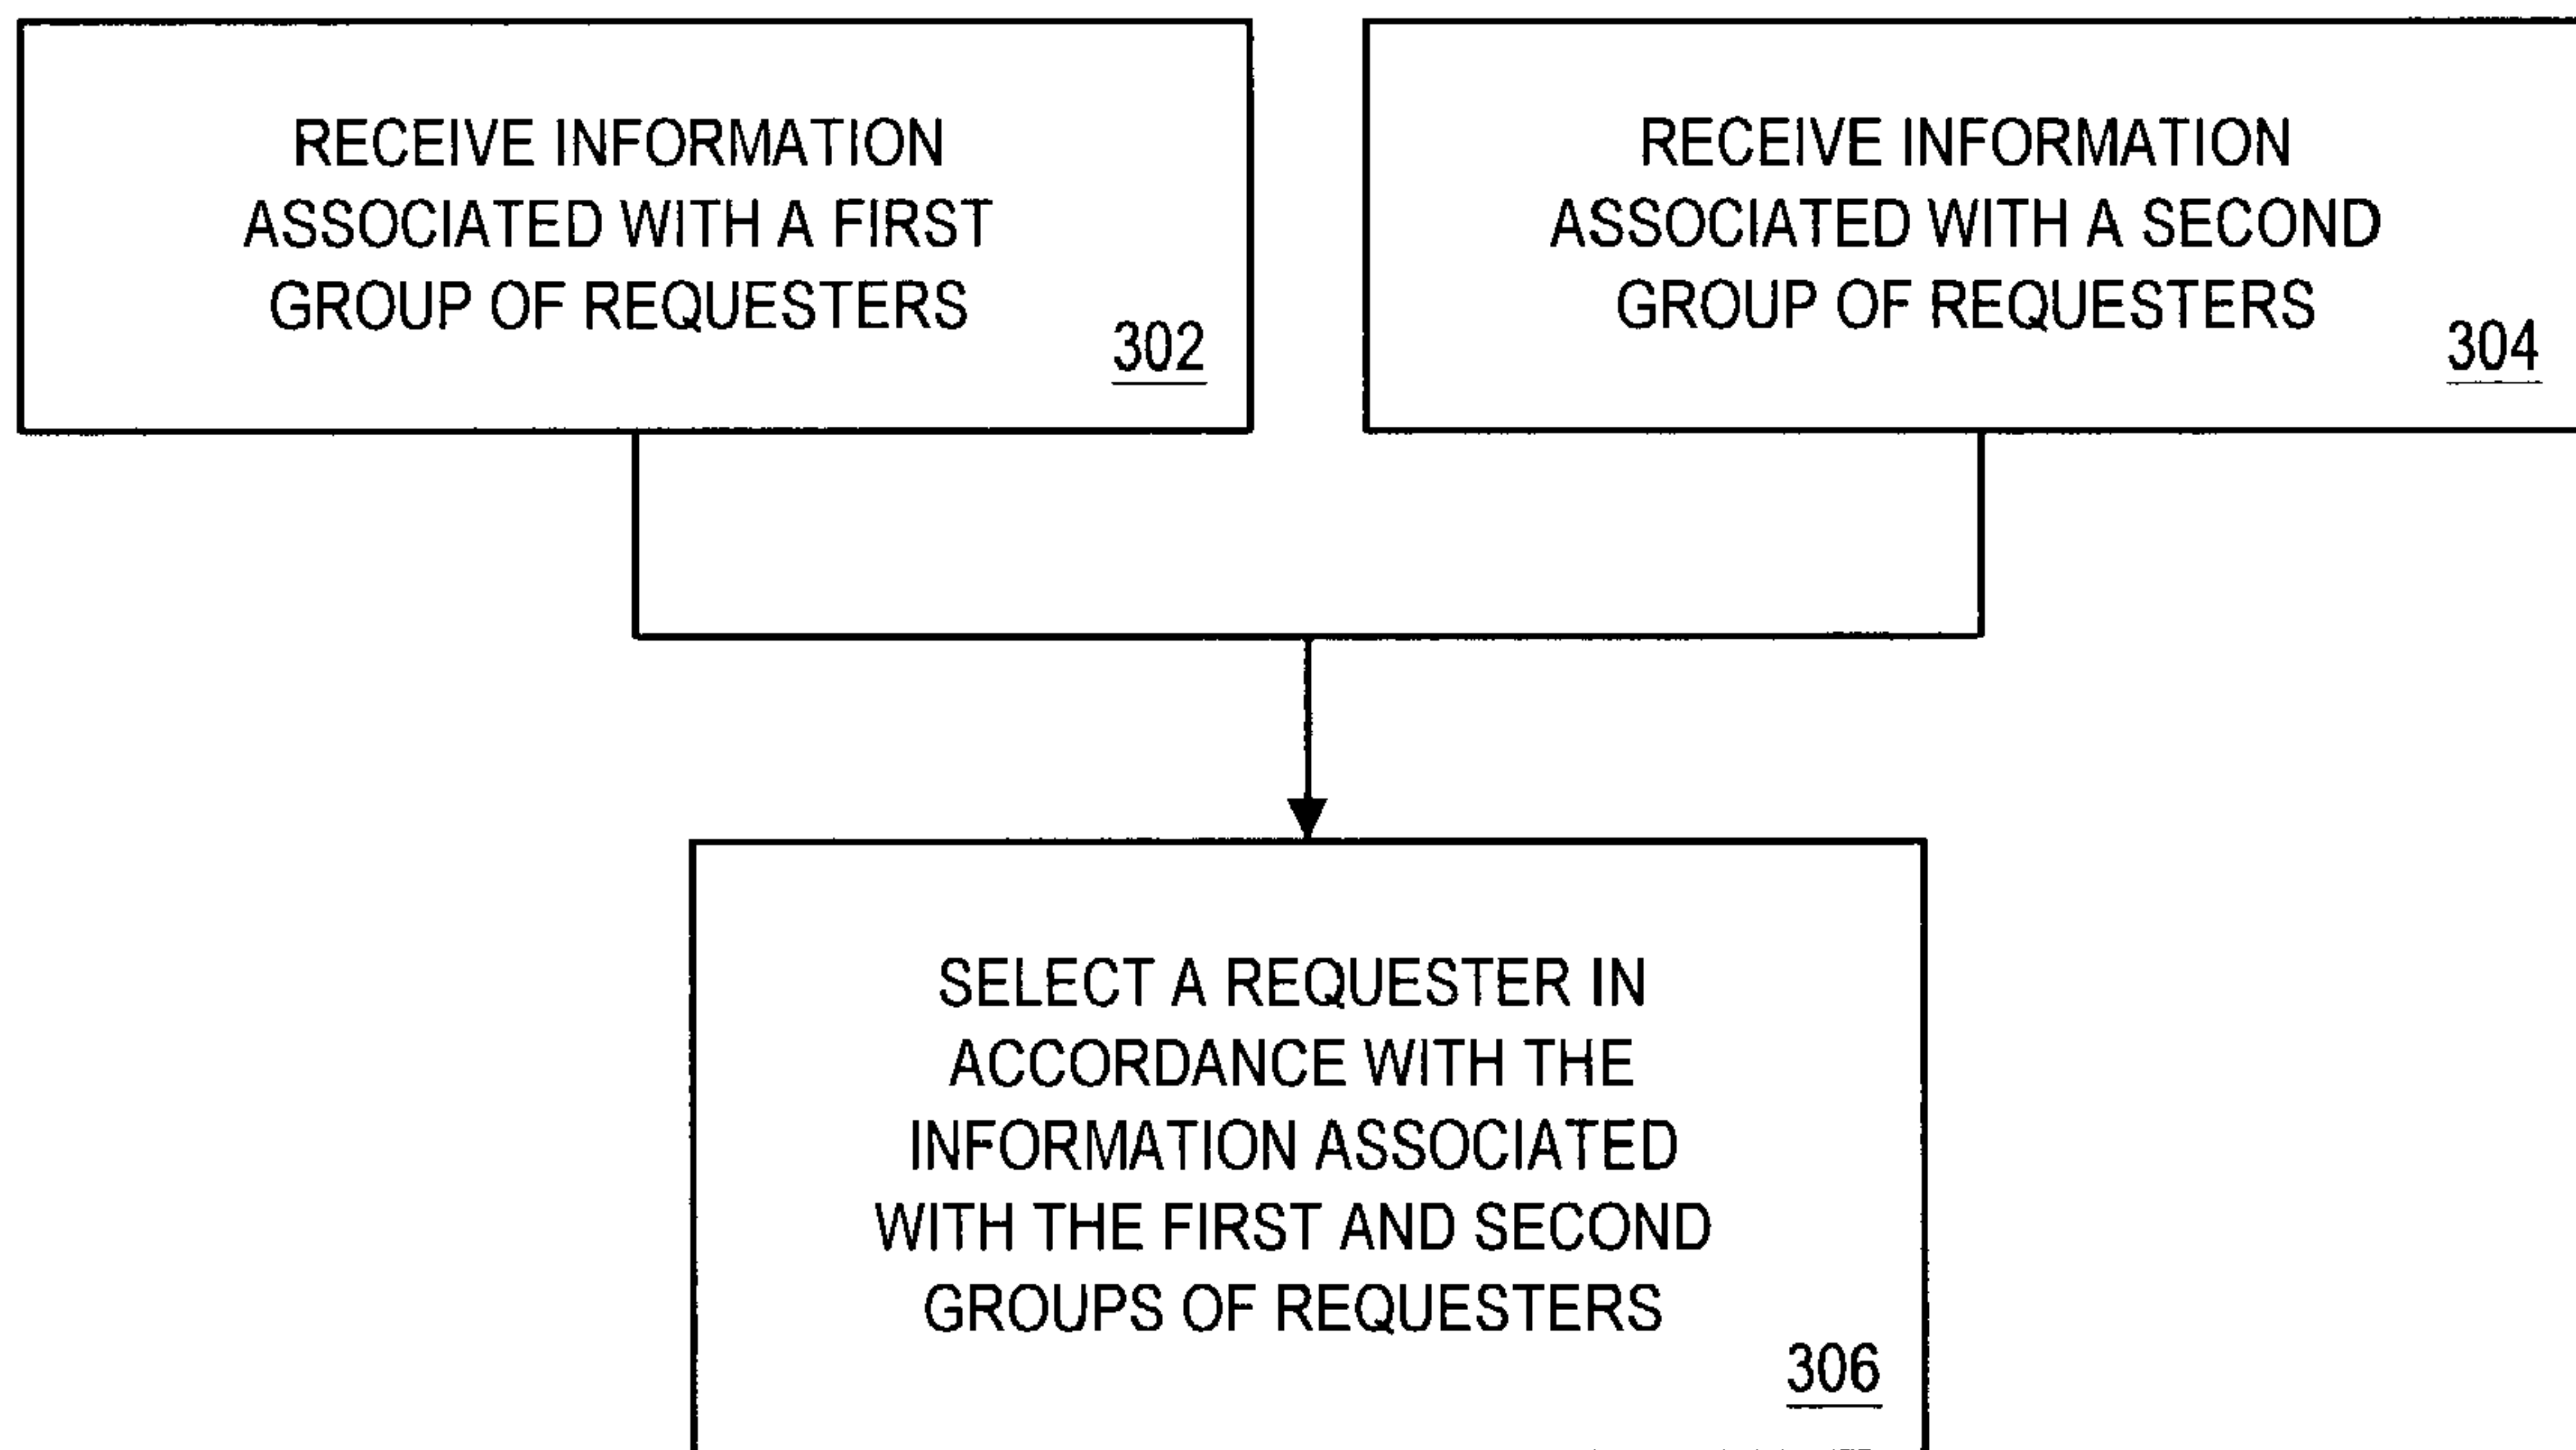 RECEIVE INFORMATION
ASSOCIATED WITH A FIRST
GROUP OF REQUESTERS
302
RECEIVE INFORMATION
ASSOCIATED WITH A SECOND
GROUP OF REQUESTERS
304
SELECT A REQUESTER IN
ACCORDANCE WITH THE
INFORMATION ASSOCIATED
WITH THE FIRST AND SECOND
GROUPS OF REQUESTERS
306